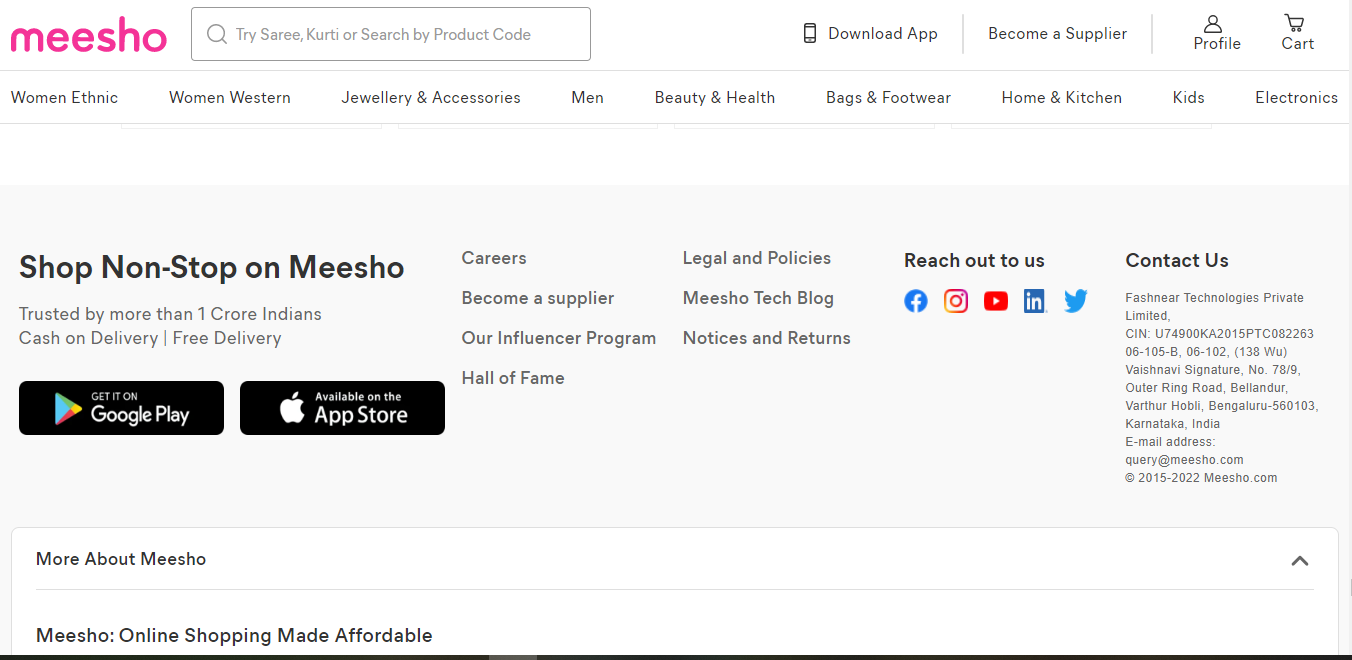 meesho
Try Saree, Kurti or Search by Product Code
Download App
Become a Supplier
Profile
Cart
Women Ethnic
Women Western
Jewellery & Accessories
Men
Beauty & Health
Bags & Footwear
Home & Kitchen
Kids
Electronics
Shop Non-Stop on Meesho
Trusted by more than 1 Crore Indians
Cash on Delivery | Free Delivery
GET IT ON
Google Play
Available on the
App Store
Careers
Become a supplier
Our Influencer Program
Hall of Fame
Legal and Policies
Meesho Tech Blog
Notices and Returns
Reach out to us
in
Contact Us
Fashnear Technologies Private
Limited,
CIN: U74900KA2015PTC082263
06-105-B, 06-102, (138 Wu)
Vaishnavi Signature, No. 78/9,
Outer Ring Road, Bellandur,
Varthur Hobli, Bengaluru-560103,
Karnataka, India
E-mail address:
query@meesho.com
© 2015-2022 Meesho.com
More About Meesho
Meesho: Online Shopping Made Affordable